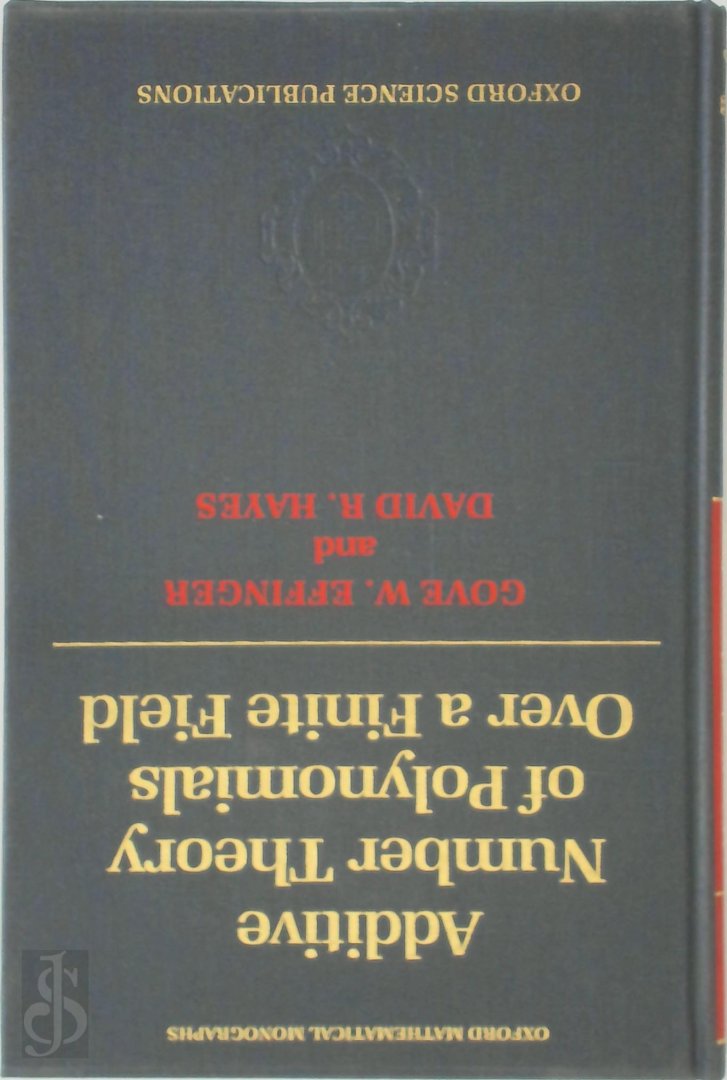 OXFORD MATHEMATICAL MONOGRAPHS
Additive
Number Theory
of Polynomials
Over a Finite Field
GOVE W. EFFINGER
and
DAVID R. HAYES
OXFORD SCIENCE PUBLICATIONS